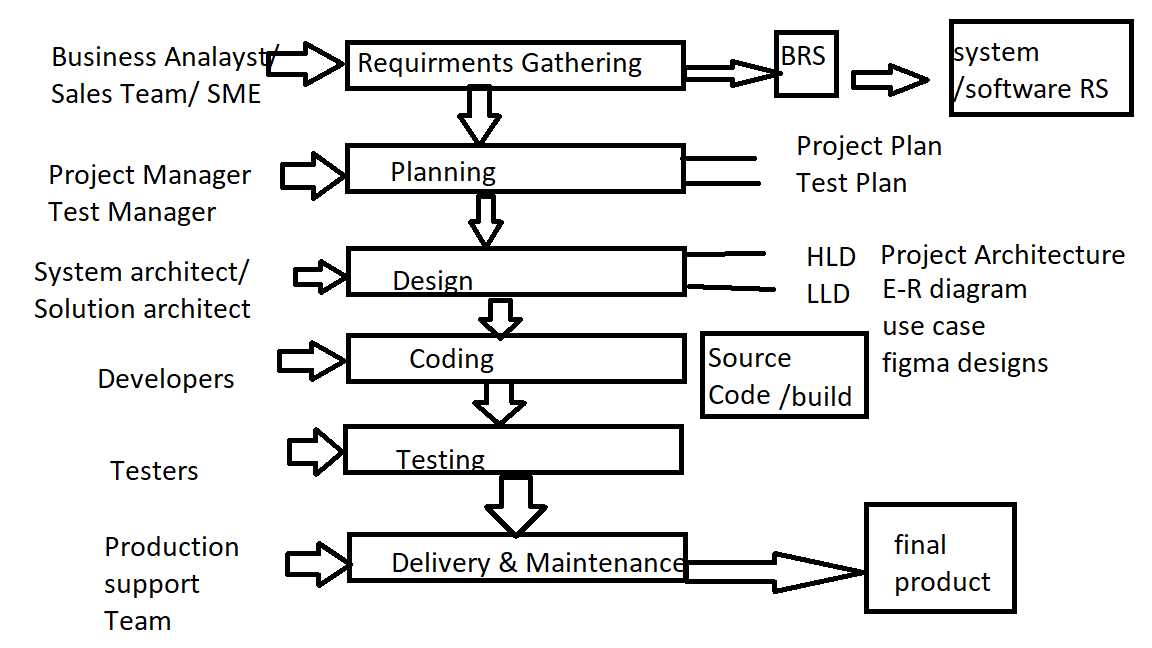 Business Analayst/
Sales Team/ SME
Requirments Gathering
BRS
system
/software RS
Project Manager
Test Manager
Planning
Project Plan
Test Plan
System architect/
Solution architect
Design
HLD
LLD
Project Architecture
E-R diagram
use case
figma designs
Developers
Coding
Source
Code /build
Testers
Testing
Production
support
Team
Delivery & Maintenance
final
product